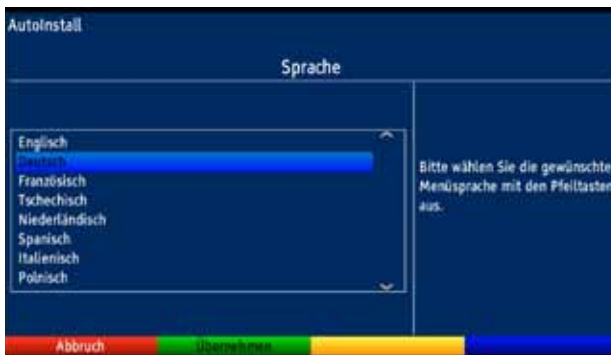 AutoInstall
Sprache
Englisch
Deutsch
Französisch
Tschechisch
Niederländisch
Spanisch
Italienisch
Polnisch
Bitte wählen Sie die gewünschte
Menüsprache mit den Pfeiltasten
aus.
Abbruch
Übernehmen